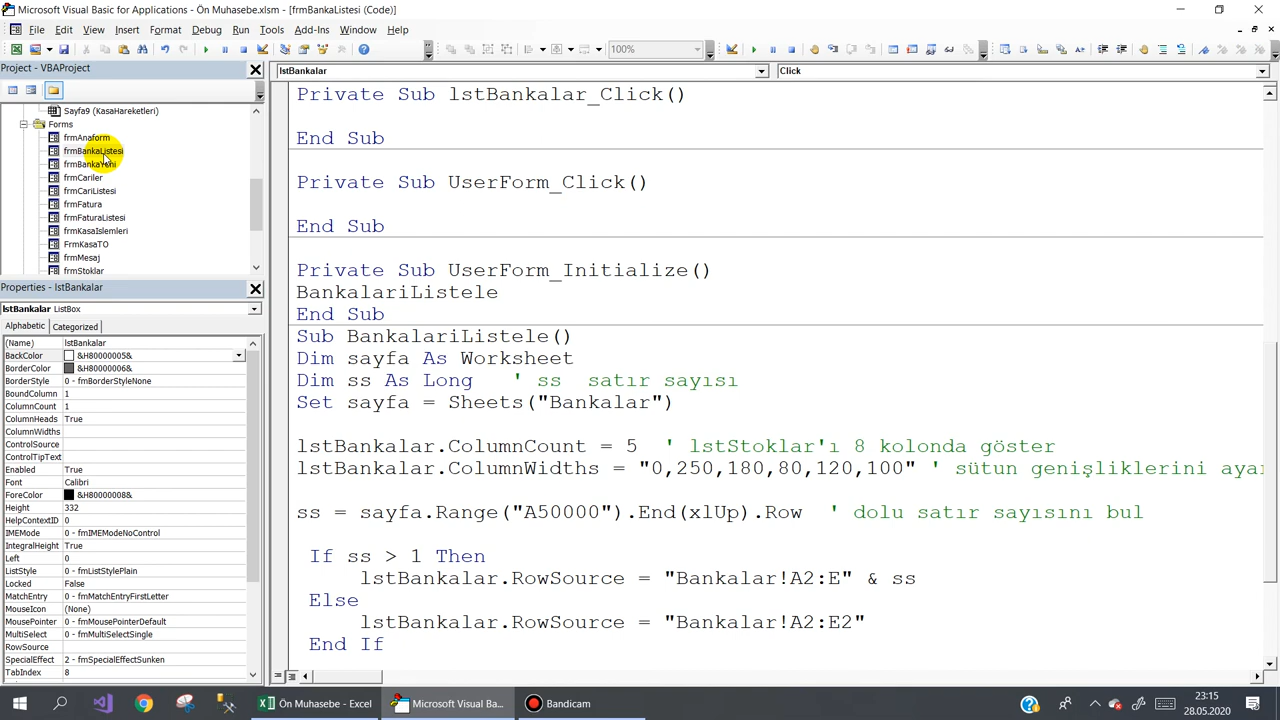 Microsoft Visual Basic for Applications - Ön Muhasebe.xlsm - [frmBankaListesi (Code)]
File Edit View Insert Format Debug Run Tools Add-Ins Window Help
100%
Project - VBAProject
Sayfa9 (KasaHareketleri)
Forms
frmAnaform
frmBankaListesi
frmBankaYeni
frmCariler
frmCariListesi
frmFatura
frmFaturaListesi
frmKasaIslemleri
FrmKasaTO
frmMesaj
frmStoklar
Properties - lstBankalar
lstBankalar ListBox
Alphabetic Categorized
(Name) lstBankalar
BackColor &H80000005&
BorderColor &H80000006&
BorderStyle 0 - fmBorderStyleNone
BoundColumn 1
ColumnCount 1
ColumnHeads True
ColumnWidths
ControlSource
ControlTipText
Enabled True
Font Calibri
ForeColor &H80000008&
Height 332
HelpContextID 0
IMEMode 0 - fmIMEModeNoControl
IntegralHeight True
Left 0
ListStyle 0 - fmListStylePlain
Locked False
MatchEntry 0 - fmMatchEntryFirstLetter
MouseIcon (None)
MousePointer 0 - fmMousePointerDefault
MultiSelect 0 - fmMultiSelectSingle
RowSource
SpecialEffect 2 - fmSpecialEffectSunken
TabIndex 8
lstBankalar Click
Private Sub lstBankalar_Click()
End Sub
Private Sub UserForm_Click()
End Sub
Private Sub UserForm_Initialize()
BankalariListele
End Sub
Sub BankalariListele()
Dim sayfa As Worksheet
Dim ss As Long ' ss satır sayısı
Set sayfa = Sheets("Bankalar")
lstBankalar.ColumnCount = 5 ' lstStoklar'ı 8 kolonda göster
lstBankalar.ColumnWidths = "0,250,180,80,120,100" ' sütun genişliklerini ayar
ss = sayfa.Range("A50000").End(xlUp).Row ' dolu satır sayısını bul
If ss > 1 Then
lstBankalar.RowSource = "Bankalar!A2:E" & ss
Else
lstBankalar.RowSource = "Bankalar!A2:E2"
End If
Ön Muhasebe - Excel
Microsoft Visual Ba...
Bandicam
23:15
28.05.2020